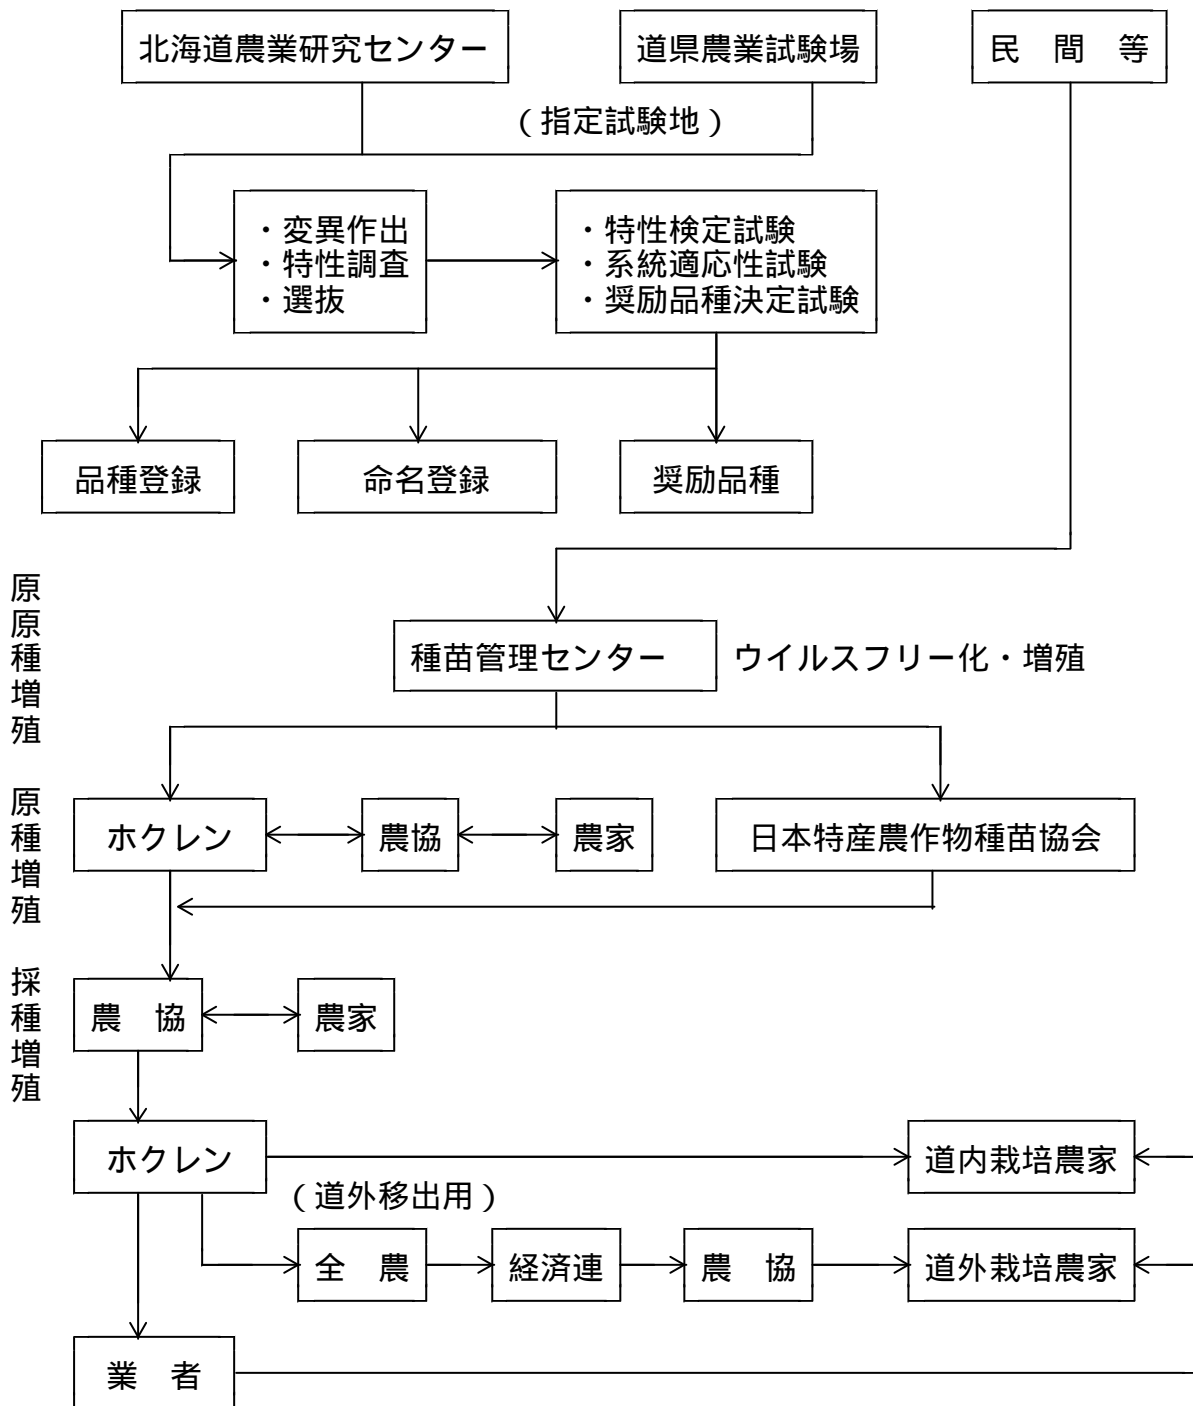 北海道農業研究センター
道県農業試験場
民　間　等
（指定試験地）
・変異作出
・特性調査
・選抜
・特性検定試験
・系統適応性試験
・奨励品種決定試験
品種登録
命名登録
奨励品種
原原種増殖
種苗管理センター
ウイルスフリー化・増殖
原種増殖
ホクレン
農協
農家
日本特産農作物種苗協会
採種増殖
農　協
農家
ホクレン
道内栽培農家
（道外移出用）
全　農
経済連
農　協
道外栽培農家
業　者